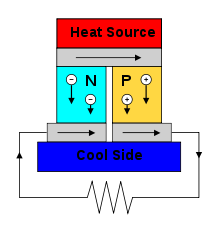 Heat Source
N P
− +
− +
Cool Side